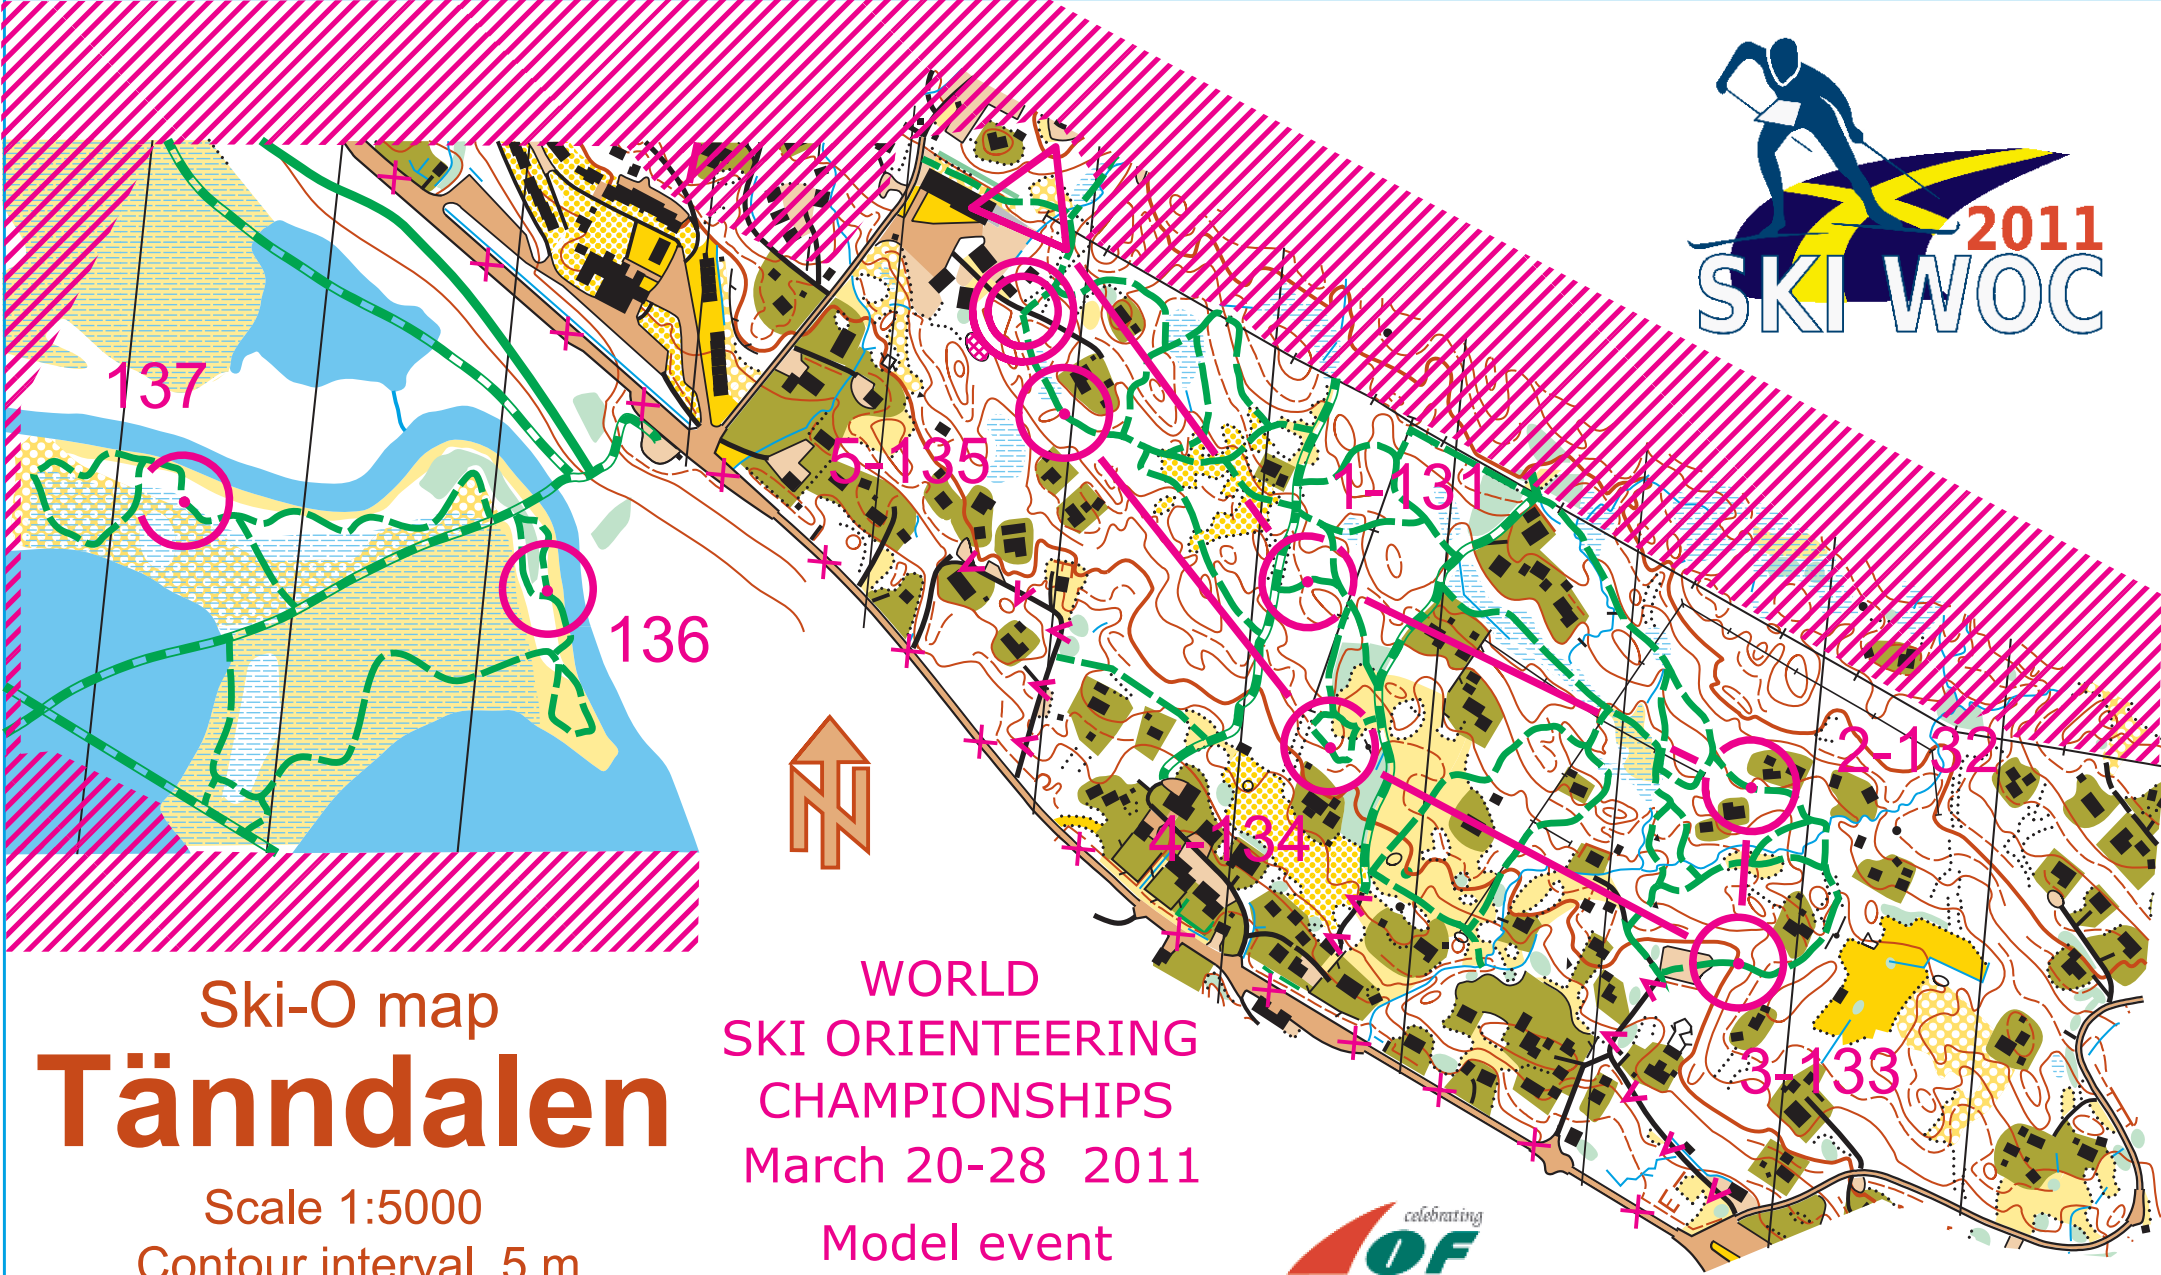 2011
SKI WOC
137
5-135
1-131
136
2-132
4-134
3-133
Ski-O map
Tänndalen
Scale 1:5000
Contour interval 5 m
WORLD
SKI ORIENTEERING
CHAMPIONSHIPS
March 20-28 2011
Model event
celebrating
IOF
N